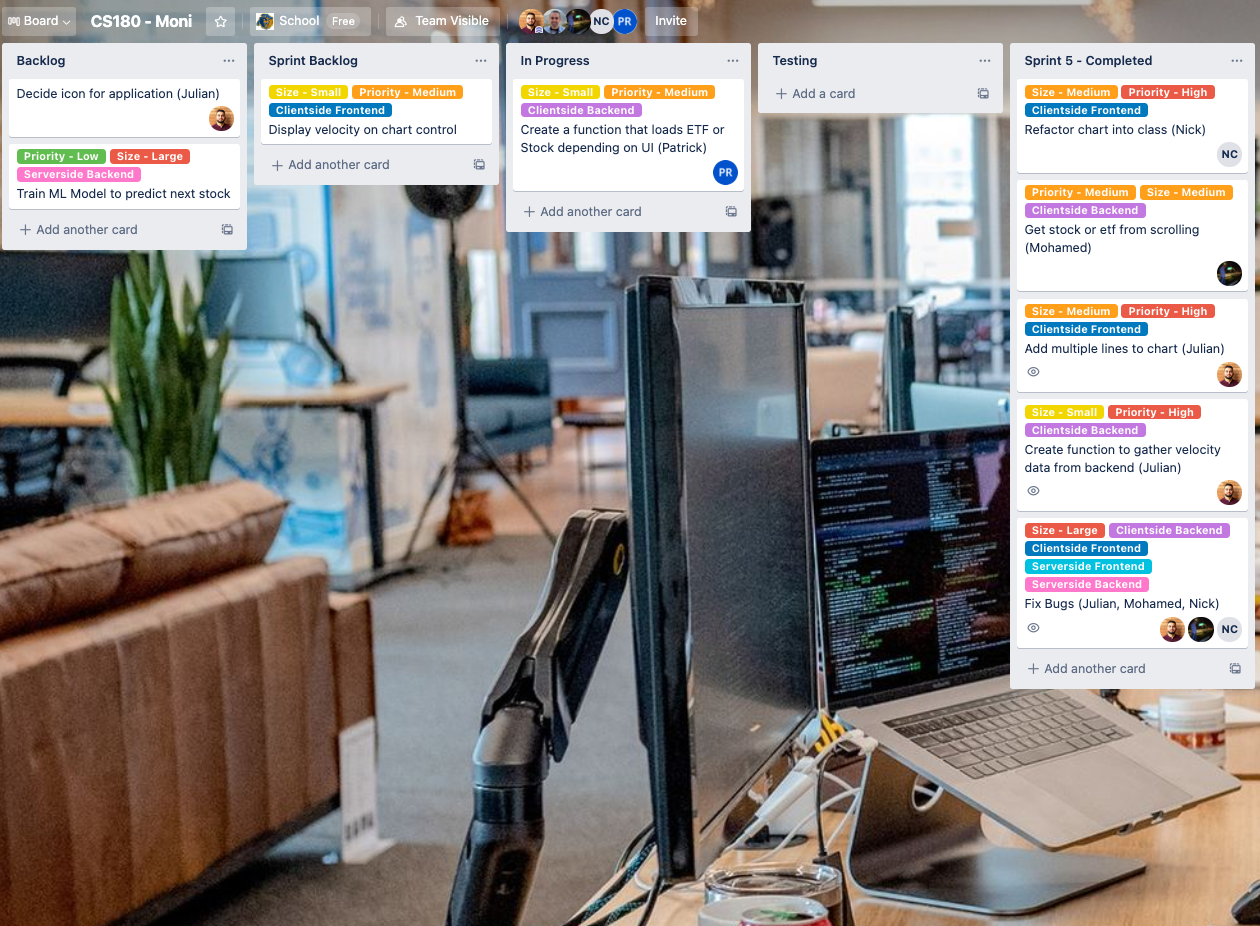 Board
CS180 - Moni
School Free
Team Visible
NC
PR
Invite
Backlog
Decide icon for application (Julian)
Priority - Low Size - Large
Serverside Backend
Train ML Model to predict next stock
Add another card
Sprint Backlog
Size - Small Priority - Medium
Clientside Frontend
Display velocity on chart control
Add another card
In Progress
Size - Small Priority - Medium
Clientside Backend
Create a function that loads ETF or
Stock depending on UI (Patrick)
PR
Add another card
Testing
Add a card
Sprint 5 - Completed
Size - Medium Priority - High
Clientside Frontend
Refactor chart into class (Nick)
NC
Priority - Medium Size - Medium
Clientside Backend
Get stock or etf from scrolling
(Mohamed)
Size - Medium Priority - High
Clientside Frontend
Add multiple lines to chart (Julian)
Size - Small Priority - High
Clientside Backend
Create function to gather velocity
data from backend (Julian)
Size - Large Clientside Backend
Clientside Frontend
Serverside Frontend
Serverside Backend
Fix Bugs (Julian, Mohamed, Nick)
NC
Add another card